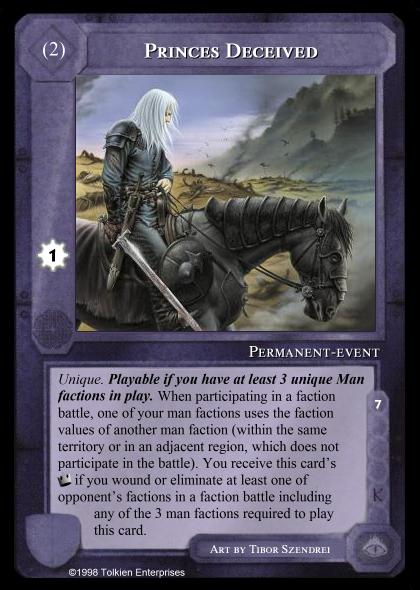 (2)
PRINCES DECEIVED
1
PERMANENT-EVENT
Unique. Playable if you have at least 3 unique Man
factions in play. When participating in a faction
battle, one of your man factions uses the faction
values of another man faction (within the same
territory or in an adjacent region, which does not
participate in the battle). You receive this card's
if you wound or eliminate at least one of
opponent's factions in a faction battle including
any of the 3 man factions required to play
this card.
7
K
ART BY TIBOR SZENDREI
©1998 Tolkien Enterprises